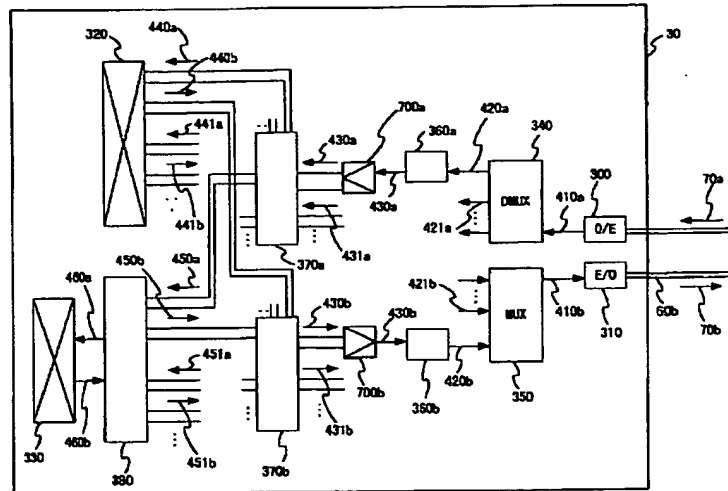 440a
320
440b
30
700a
360a
420a
340
441a
430a
300
70a
410a
430a
DMUX
O/E
421a
441b
431a
370a
450b
450a
421b
E/O
460a
430b
430b
MUX
410b
310
60b
70b
451a
700b
360b
420b
350
330
460b
451b
431b
380
370b